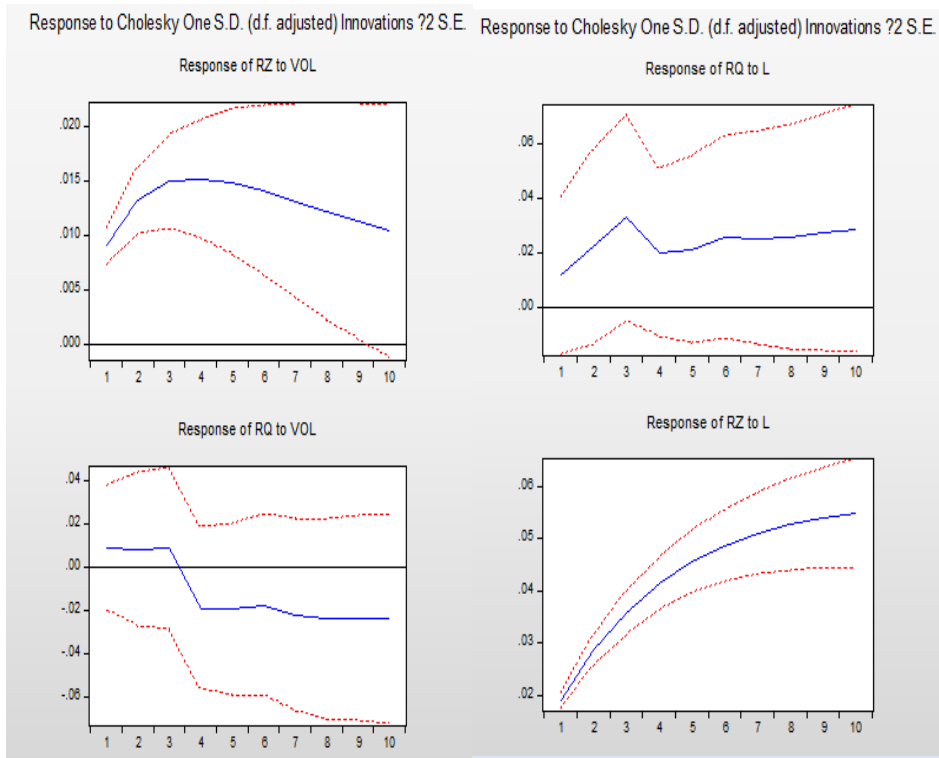 Response to Cholesky One S.D. (d.f. adjusted) Innovations ?2 S.E.
Response of RZ to VOL
.020
.015
.010
.005
.000
1 2 3 4 5 6 7 8 9 10
Response of RQ to VOL
.04
.02
.00
-.02
-.04
-.06
1 2 3 4 5 6 7 8 9 10
Response to Cholesky One S.D. (d.f. adjusted) Innovations ?2 S.E.
Response of RQ to L
.06
.04
.02
.00
1 2 3 4 5 6 7 8 9 10
Response of RZ to L
.06
.05
.04
.03
.02
1 2 3 4 5 6 7 8 9 10